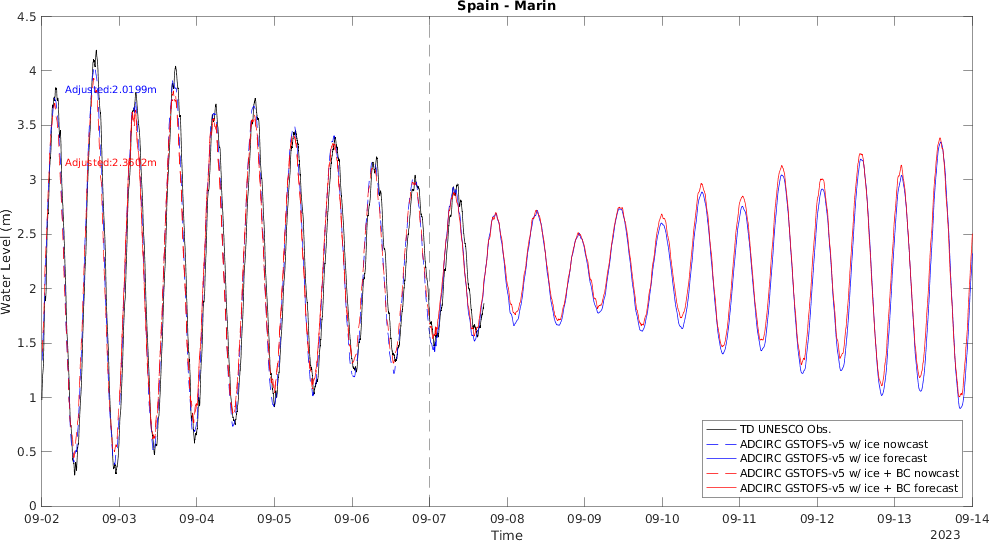 Spain - Marin
4.5
4
3.5
3
2.5
2
1.5
1
0.5
0
Water Level (m)
Adjusted:2.0199m
Adjusted:2.3602m
TD UNESCO Obs.
ADCIRC GSTOFS-v5 w/ ice nowcast
ADCIRC GSTOFS-v5 w/ ice forecast
ADCIRC GSTOFS-v5 w/ ice + BC nowcast
ADCIRC GSTOFS-v5 w/ ice + BC forecast
09-02 09-03 09-04 09-05 09-06 09-07 09-08 09-09 09-10 09-11 09-12 09-13 09-14
Time
2023